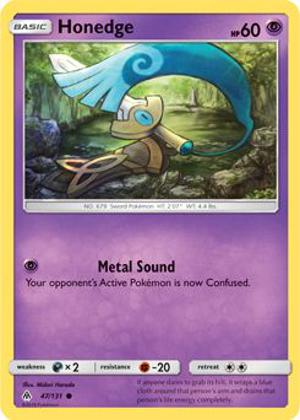 BASIC Honedge HP60
NO. 679 Sword Pokémon HT: 2'07" WT: 4.4 lbs.
Metal Sound
Your opponent's Active Pokémon is now Confused.
weakness ×2 resistance -20 retreat
Illus. Midori Harada
If anyone dares to grab its hilt, it wraps a blue
cloth around that person's arm and drains that
person's life energy completely.
47/131
©2018 Pokémon